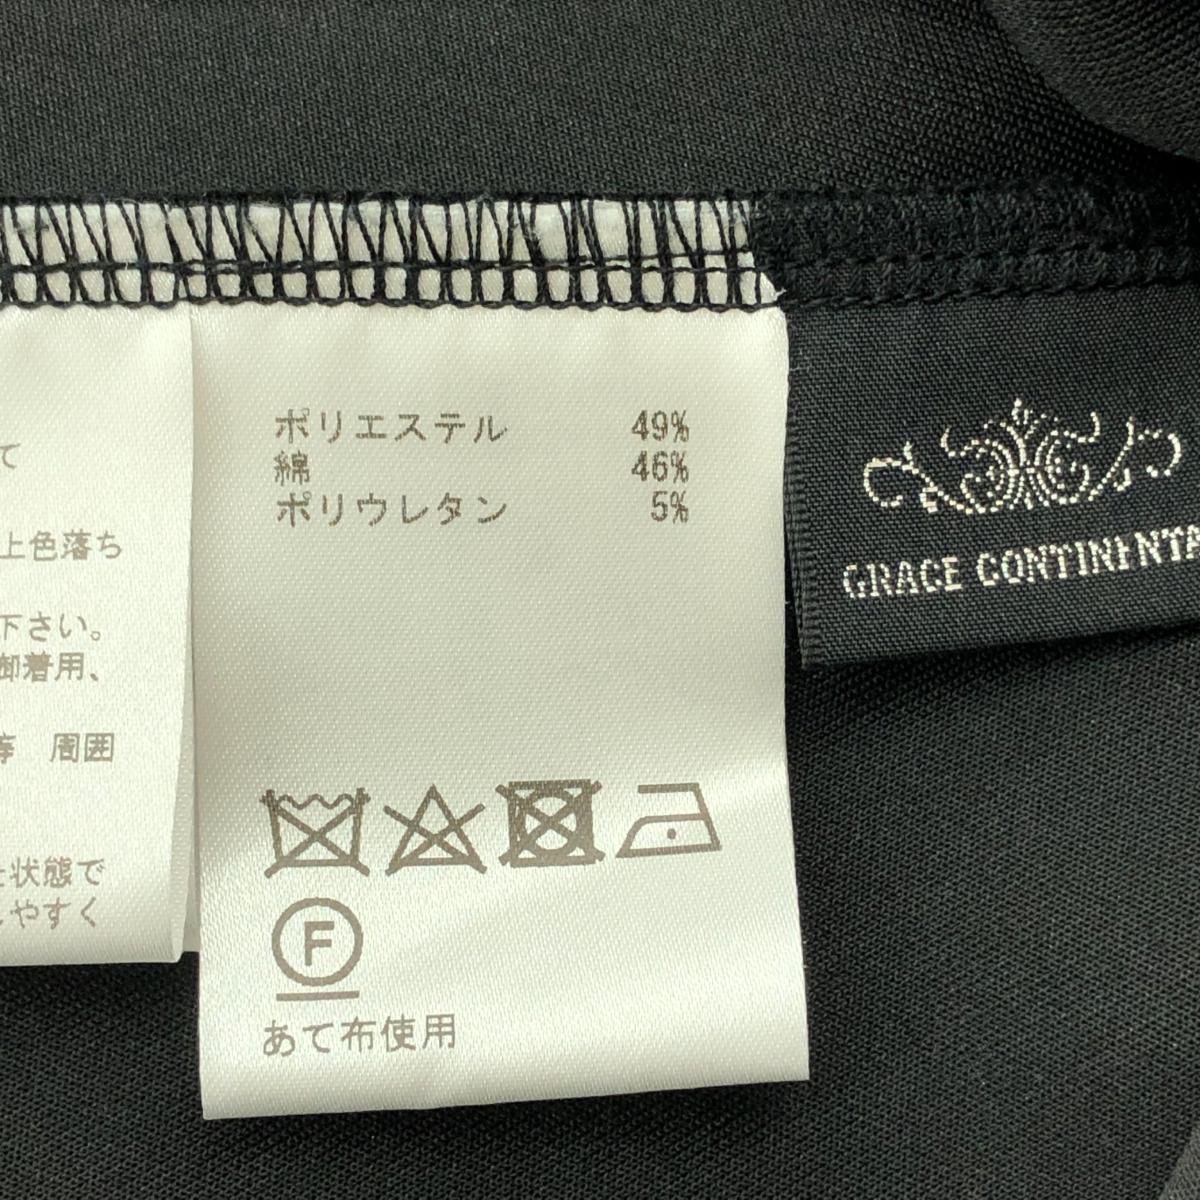 て
上色落ち
下さい。
御着用、
等　周囲
状態で
しやすく
ポリエステル 49%
綿 46%
ポリウレタン 5%
F
あて布使用
GRACE CONTINENTA